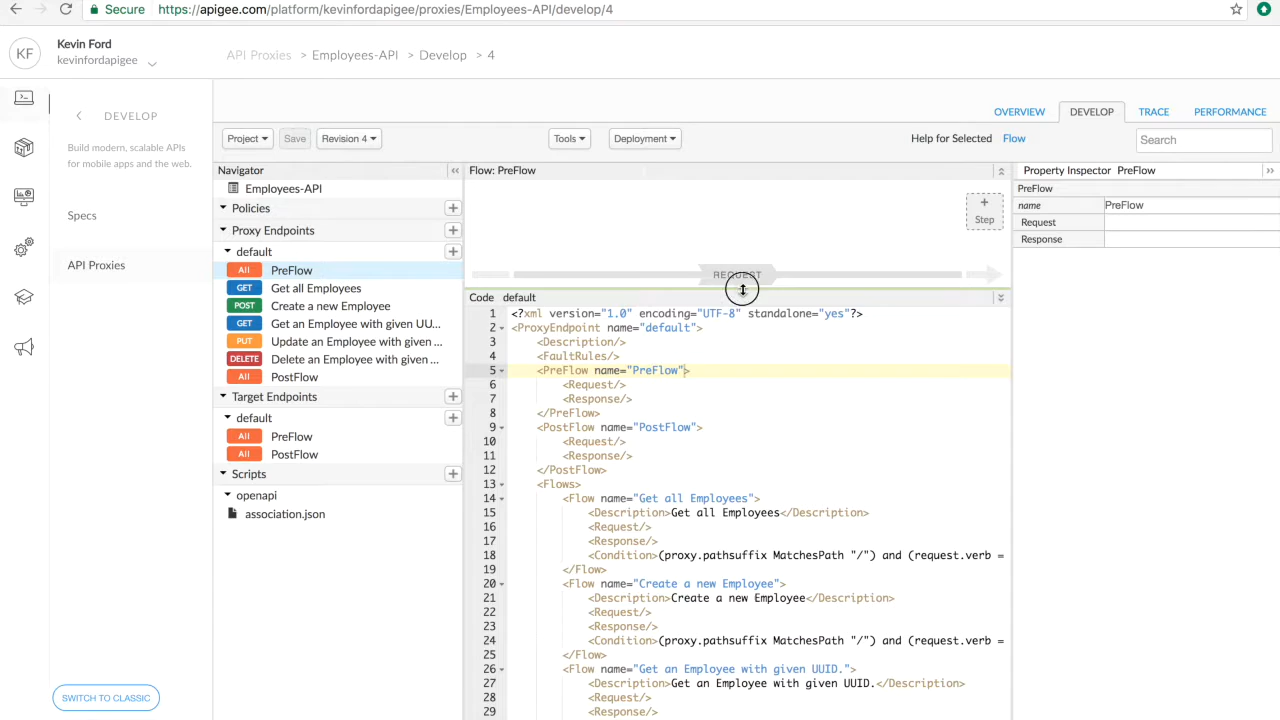 Secure https://apigee.com/platform/kevinfordapigee/proxies/Employees-API/develop/4
KF
Kevin Ford
kevinfordapigee
API Proxies > Employees-API > Develop > 4
DEVELOP
Build modern, scalable APIs
for mobile apps and the web.
Specs
API Proxies
SWITCH TO CLASSIC
OVERVIEW DEVELOP TRACE PERFORMANCE
Project Save Revision 4 Tools Deployment Help for Selected Flow Search
Navigator
Employees-API
Policies
Proxy Endpoints
default
All PreFlow
GET Get all Employees
POST Create a new Employee
GET Get an Employee with given UU...
PUT Update an Employee with given ...
DELETE Delete an Employee with given ...
All PostFlow
Target Endpoints
default
All PreFlow
All PostFlow
Scripts
openapi
association.json
Flow: PreFlow
+
Step
REQUEST
Code default
1 <?xml version="1.0" encoding="UTF-8" standalone="yes"?>
2 <ProxyEndpoint name="default">
3 <Description/>
4 <FaultRules/>
5 <PreFlow name="PreFlow">
6 <Request/>
7 <Response/>
8 </PreFlow>
9 <PostFlow name="PostFlow">
10 <Request/>
11 <Response/>
12 </PostFlow>
13 <Flows>
14 <Flow name="Get all Employees">
15 <Description>Get all Employees</Description>
16 <Request/>
17 <Response/>
18 <Condition>(proxy.pathsuffix MatchesPath "/") and (request.verb =
19 </Flow>
20 <Flow name="Create a new Employee">
21 <Description>Create a new Employee</Description>
22 <Request/>
23 <Response/>
24 <Condition>(proxy.pathsuffix MatchesPath "/") and (request.verb =
25 </Flow>
26 <Flow name="Get an Employee with given UUID.">
27 <Description>Get an Employee with given UUID.</Description>
28 <Request/>
29 <Response/>
Property Inspector PreFlow
PreFlow
name PreFlow
Request
Response